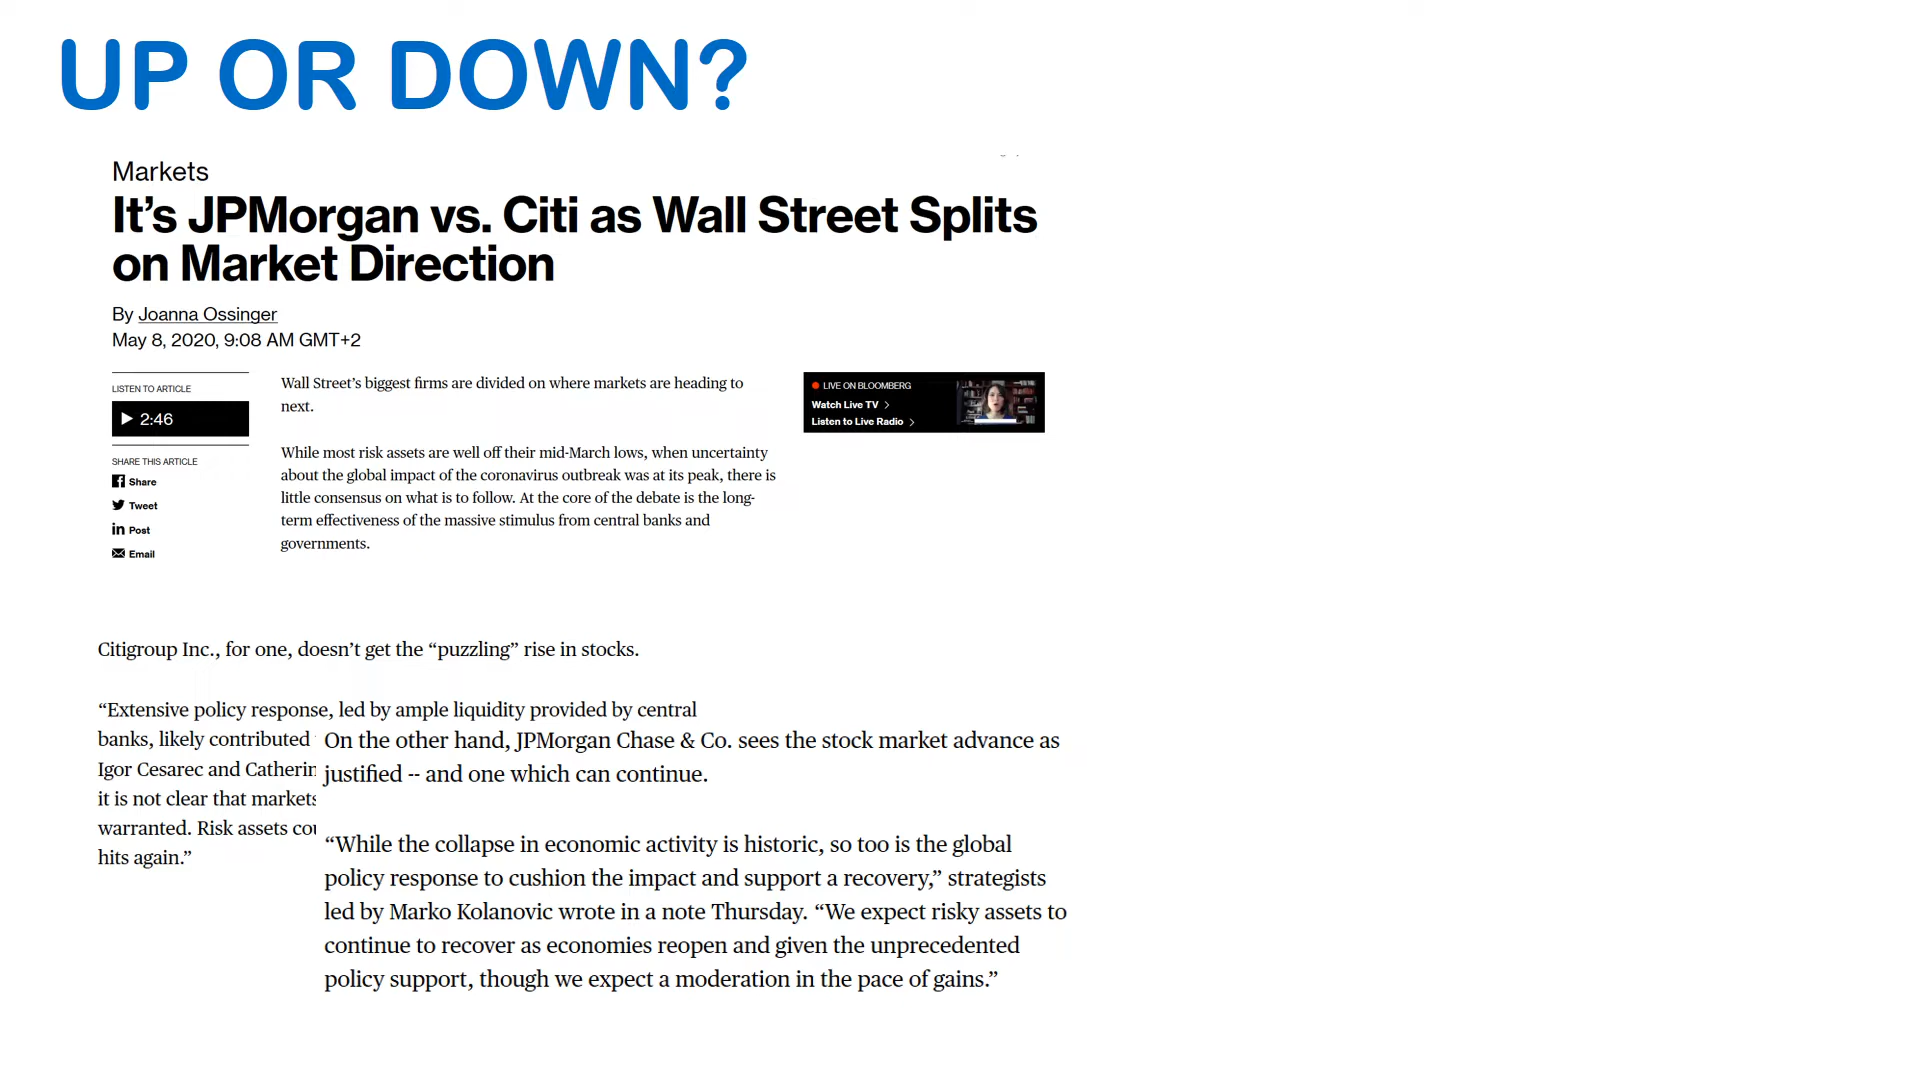 UP OR DOWN?
Markets
It’s JPMorgan vs. Citi as Wall Street Splits
on Market Direction
By Joanna Ossinger
May 8, 2020, 9:08 AM GMT+2
LISTEN TO ARTICLE
2:46
SHARE THIS ARTICLE
Share
Tweet
Post
Email
Wall Street’s biggest firms are divided on where markets are heading to
next.
While most risk assets are well off their mid-March lows, when uncertainty
about the global impact of the coronavirus outbreak was at its peak, there is
little consensus on what is to follow. At the core of the debate is the long-
term effectiveness of the massive stimulus from central banks and
governments.
LIVE ON BLOOMBERG
Watch Live TV
Listen to Live Radio
Citigroup Inc., for one, doesn’t get the “puzzling” rise in stocks.
“Extensive policy response, led by ample liquidity provided by central
banks, likely contributed
Igor Cesarec and Catherin
it is not clear that markets
warranted. Risk assets cou
hits again.”
On the other hand, JPMorgan Chase & Co. sees the stock market advance as
justified -- and one which can continue.
“While the collapse in economic activity is historic, so too is the global
policy response to cushion the impact and support a recovery,” strategists
led by Marko Kolanovic wrote in a note Thursday. “We expect risky assets to
continue to recover as economies reopen and given the unprecedented
policy support, though we expect a moderation in the pace of gains.”